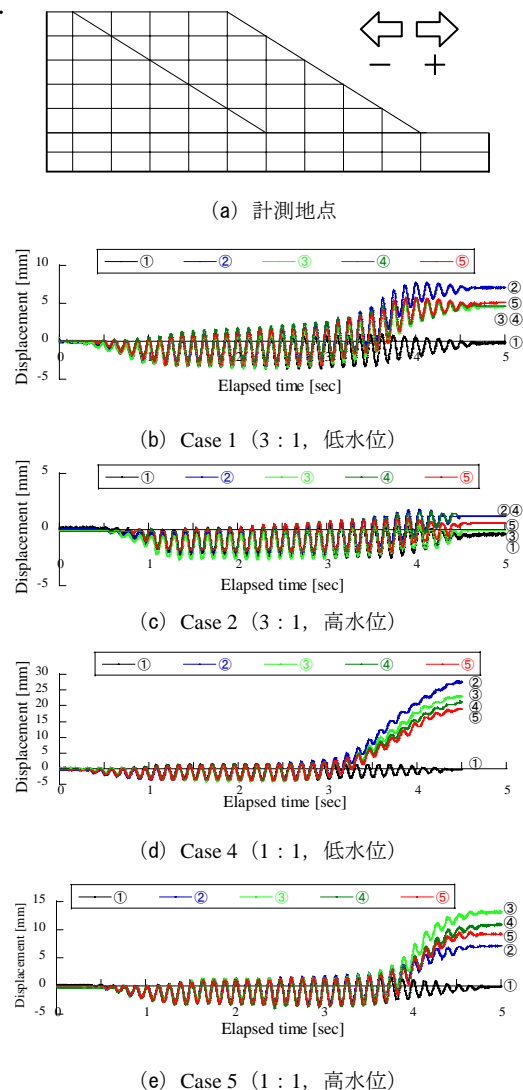 − +
(a) 計測地点
① ② ③ ④ ⑤
Displacement [mm]
10
5
0
-5
0 1 2 3 4 5
Elapsed time [sec]
②
⑤
③④
①
(b) Case 1 (3:1, 低水位)
① ② ③ ④ ⑤
Displacement [mm]
5
0
-5
0 1 2 3 4 5
Elapsed time [sec]
②④
⑤
③
①
(c) Case 2 (3:1, 高水位)
① ② ③ ④ ⑤
Displacement [mm]
30
25
20
15
10
5
0
-5
0 1 2 3 4 5
Elapsed time [sec]
②
③
④
⑤
①
(d) Case 4 (1:1, 低水位)
① ② ③ ④ ⑤
Displacement [mm]
15
10
5
0
-5
0 1 2 3 4 5
Elapsed time [sec]
③
④
⑤
②
①
(e) Case 5 (1:1, 高水位)